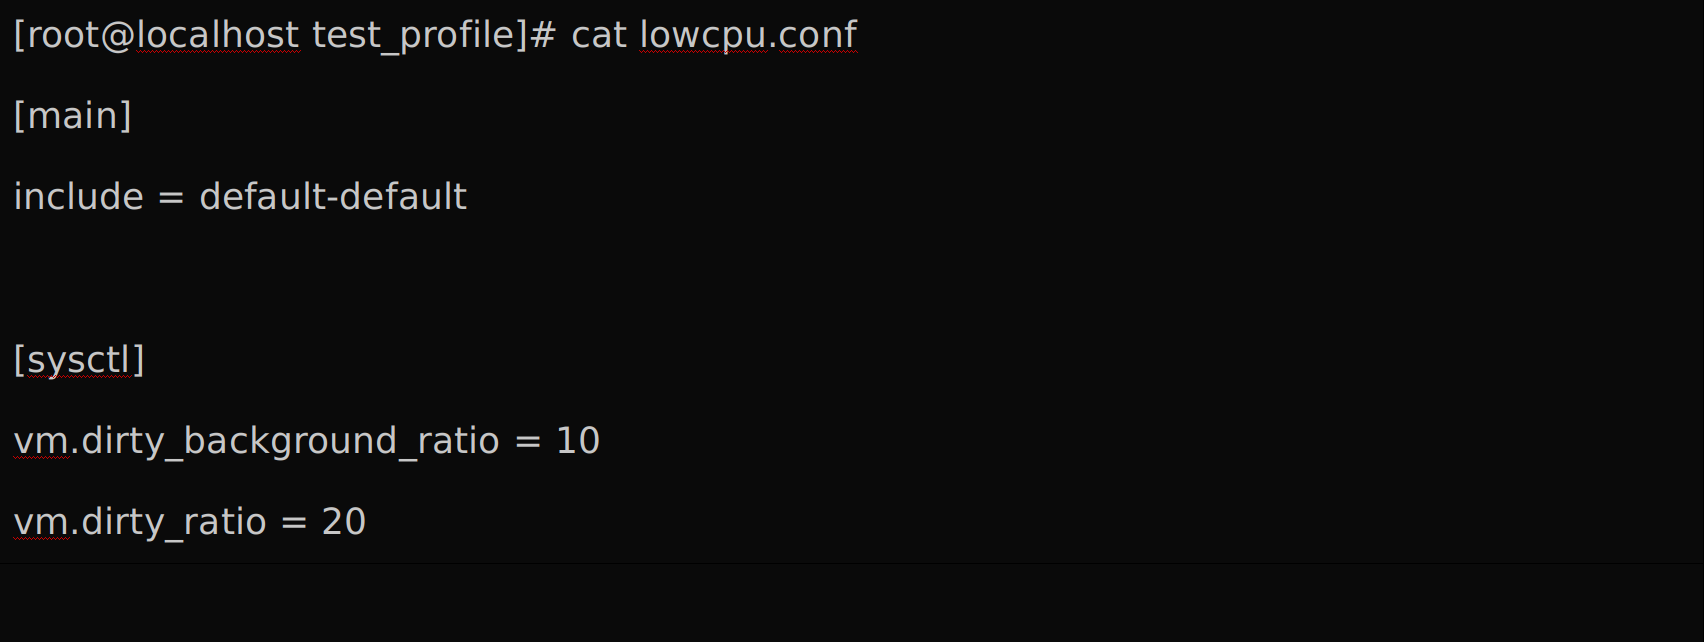 [root@localhost test_profile]# cat lowcpu.conf
[main]
include = default-default
[sysctl]
vm.dirty_background_ratio = 10
vm.dirty_ratio = 20